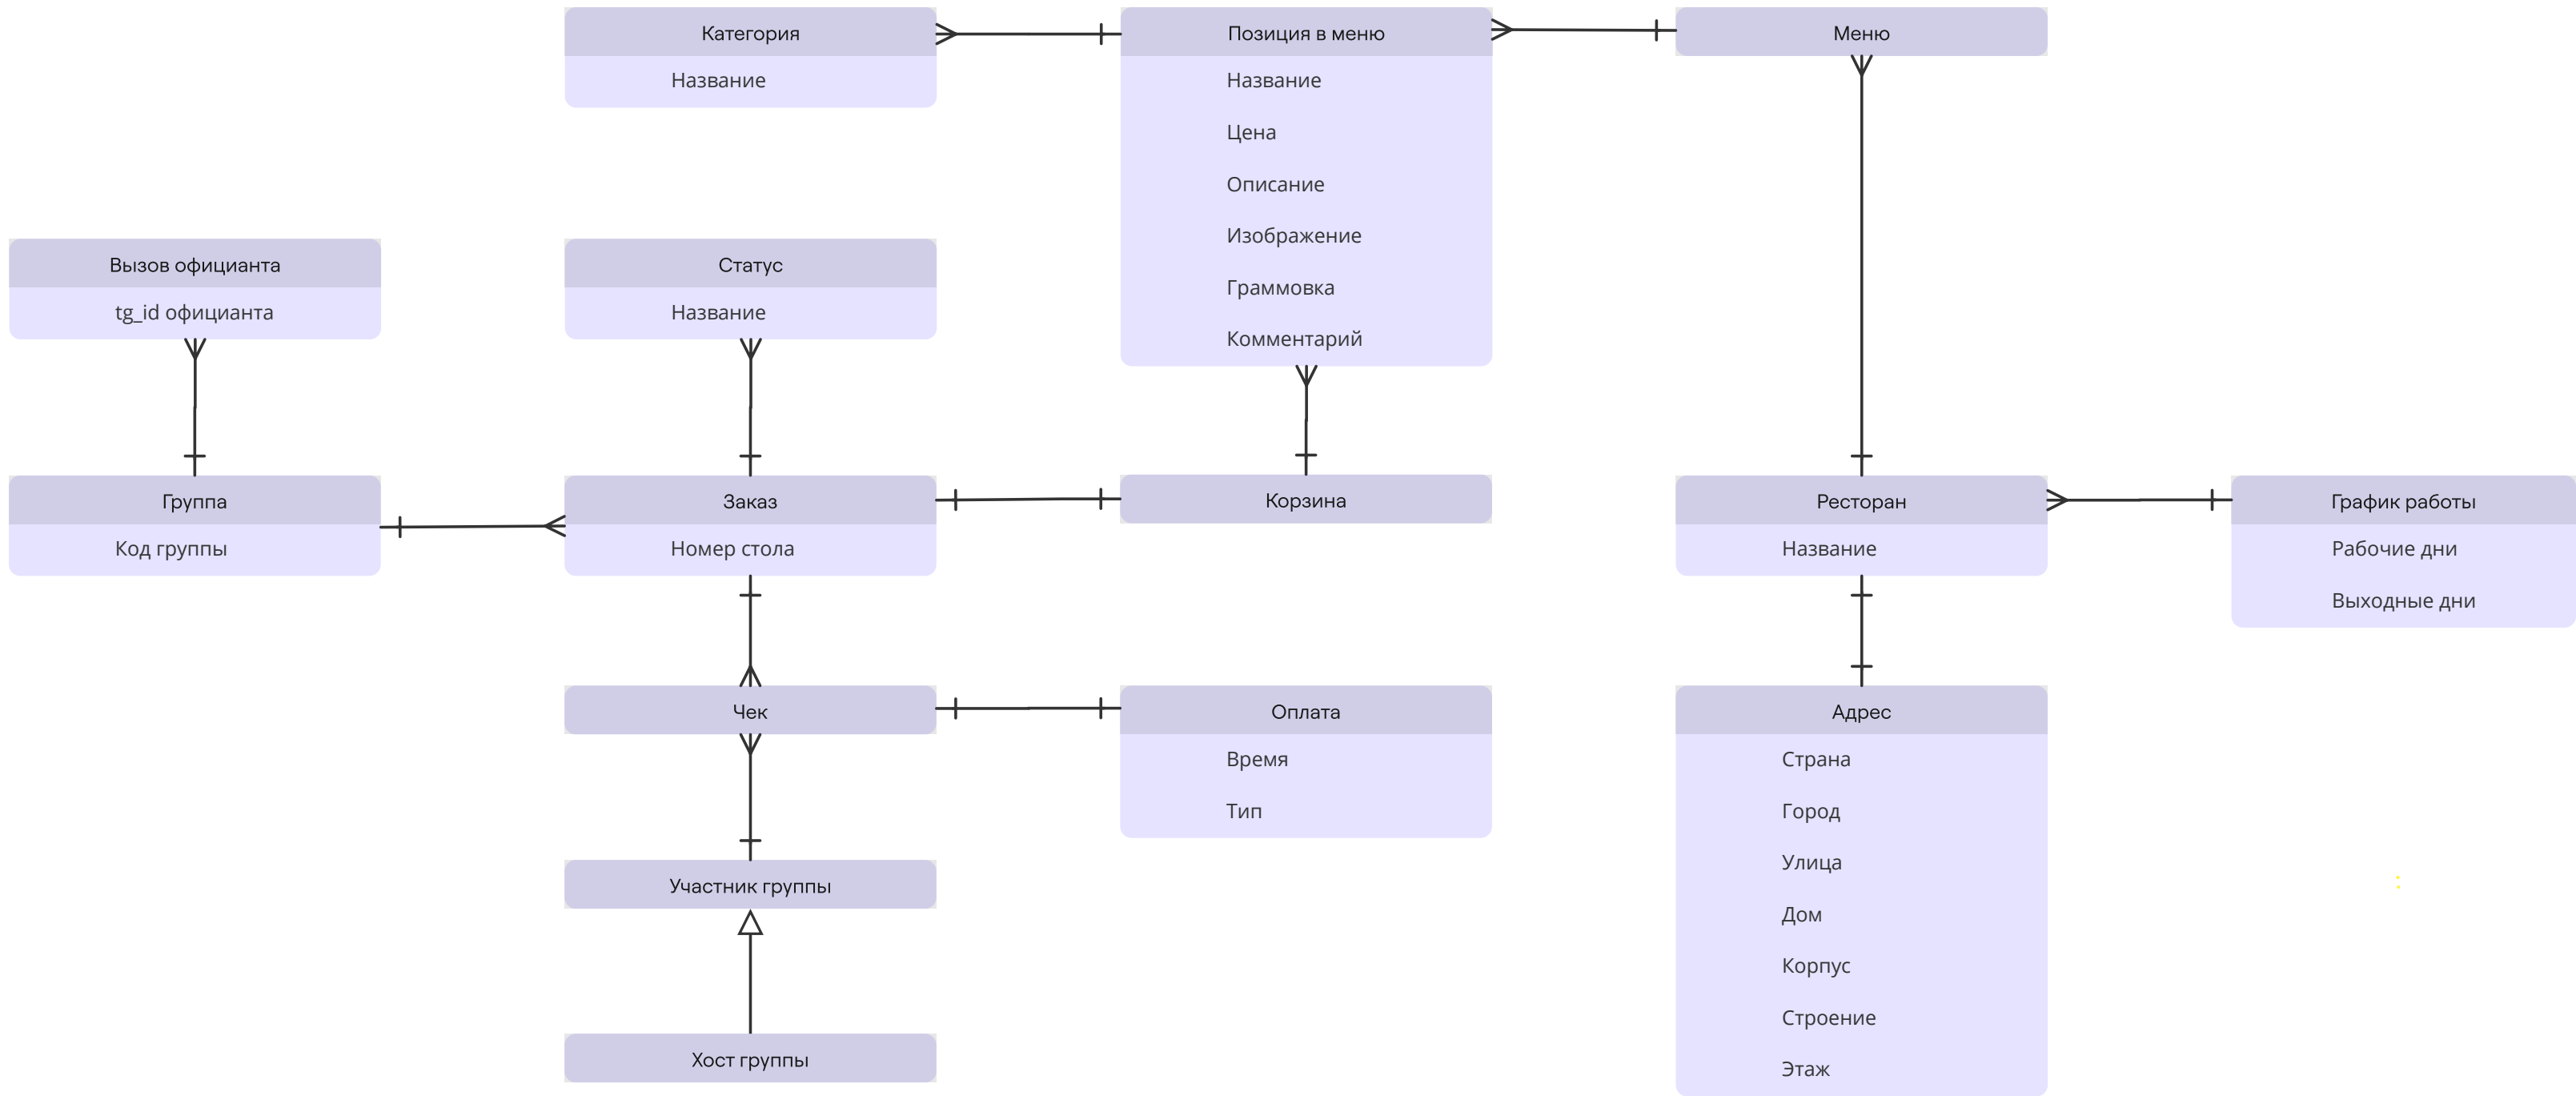 Категория
Название
Позиция в меню
Название
Цена
Описание
Изображение
Граммовка
Комментарий
Меню
Вызов официанта
tg_id официанта
Статус
Название
Группа
Код группы
Заказ
Номер стола
Корзина
Ресторан
Название
График работы
Рабочие дни
Выходные дни
Чек
Оплата
Время
Тип
Адрес
Страна
Город
Улица
Дом
Корпус
Строение
Этаж
Участник группы
:
Хост группы